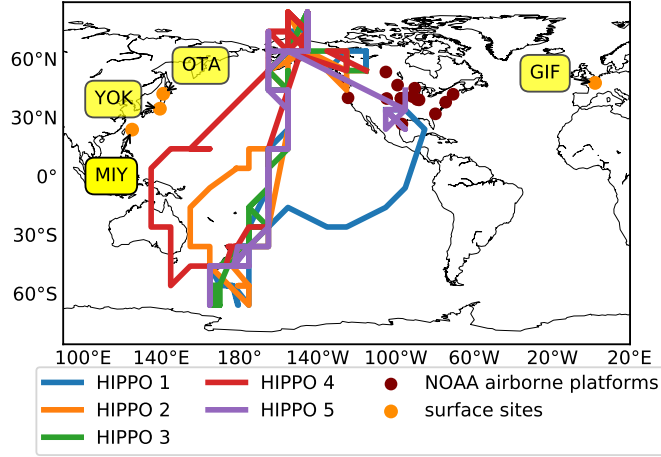 60°N
OTA
GIF
YOK
30°N
MIY
0°
30°S
60°S
100°E 140°E 180° 140°W 100°W 60°W 20°W 20°E
HIPPO 1 HIPPO 4 NOAA airborne platforms
HIPPO 2 HIPPO 5 surface sites
HIPPO 3